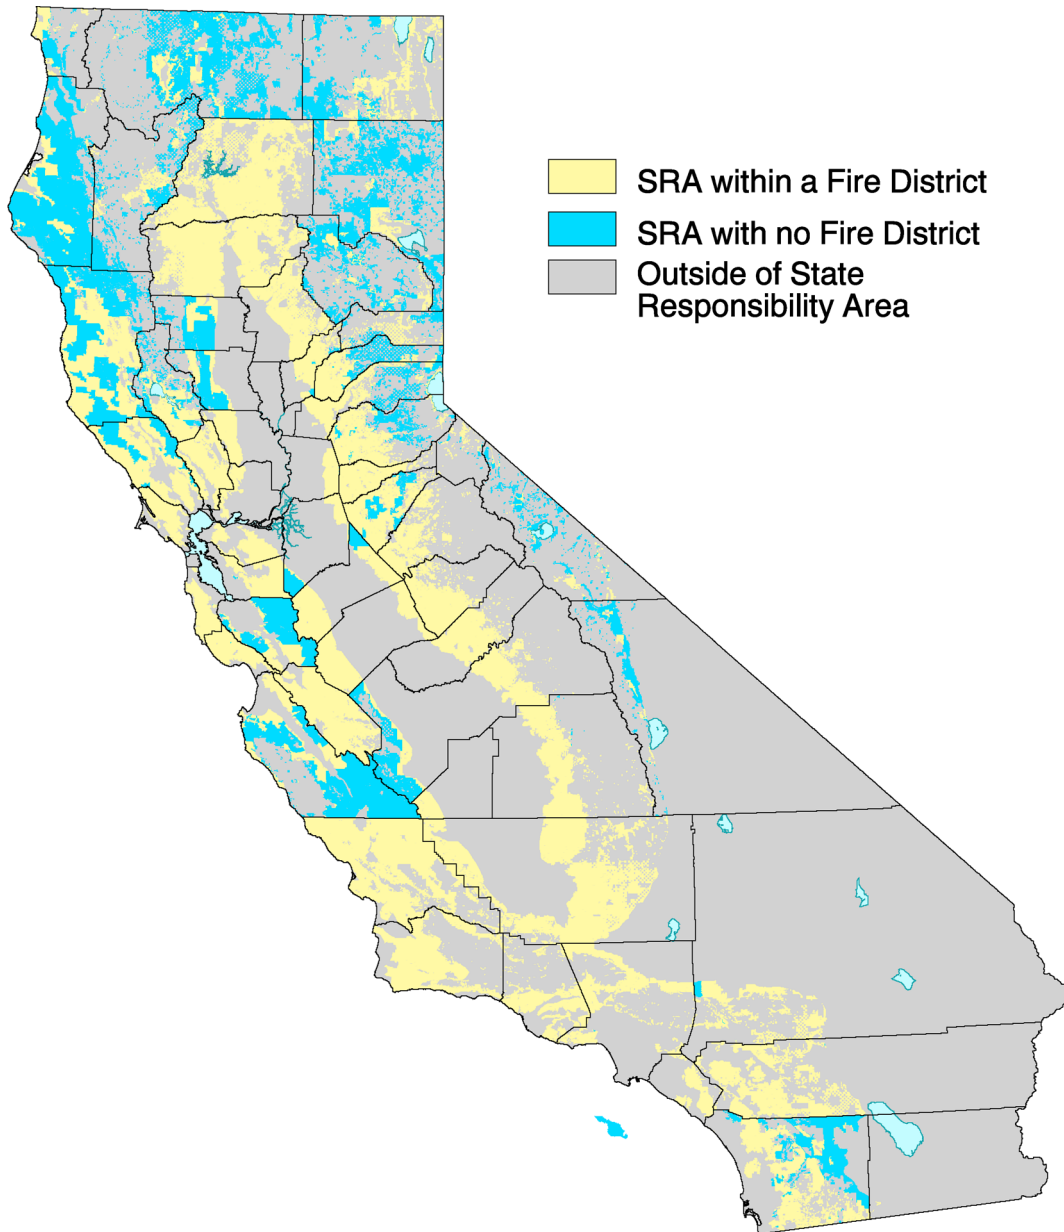 SRA within a Fire District
SRA with no Fire District
Outside of State
Responsibility Area